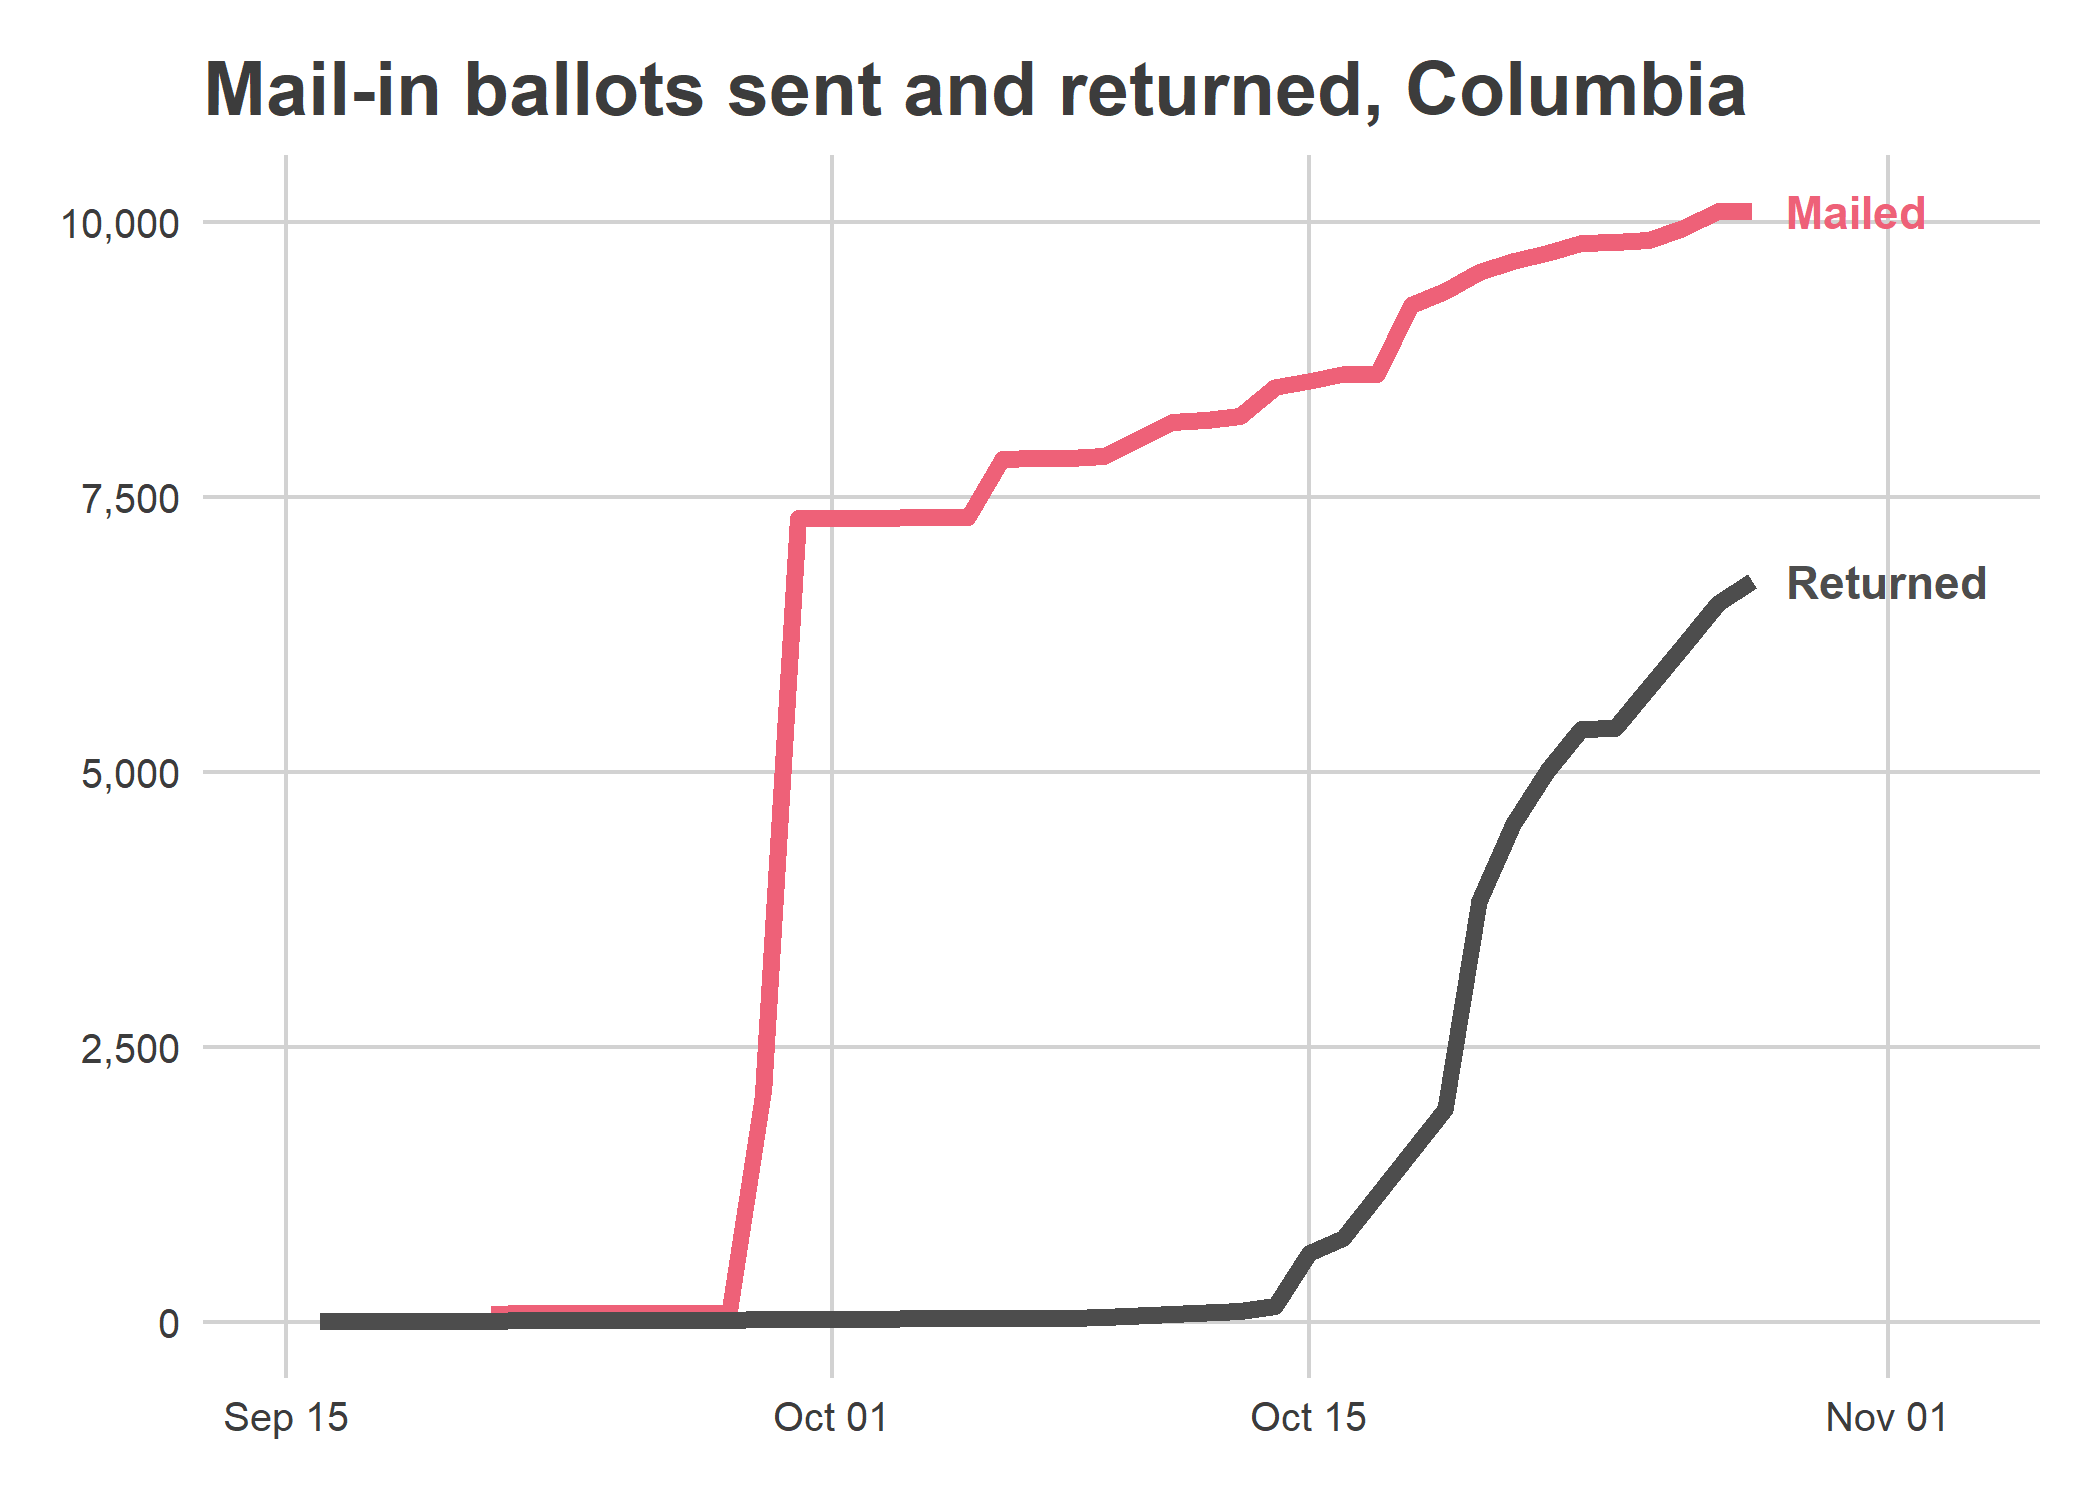 Mail-in ballots sent and returned, Columbia
10,000
Mailed
7,500
Returned
5,000
2,500
0
Sep 15
Oct 01
Oct 15
Nov 01